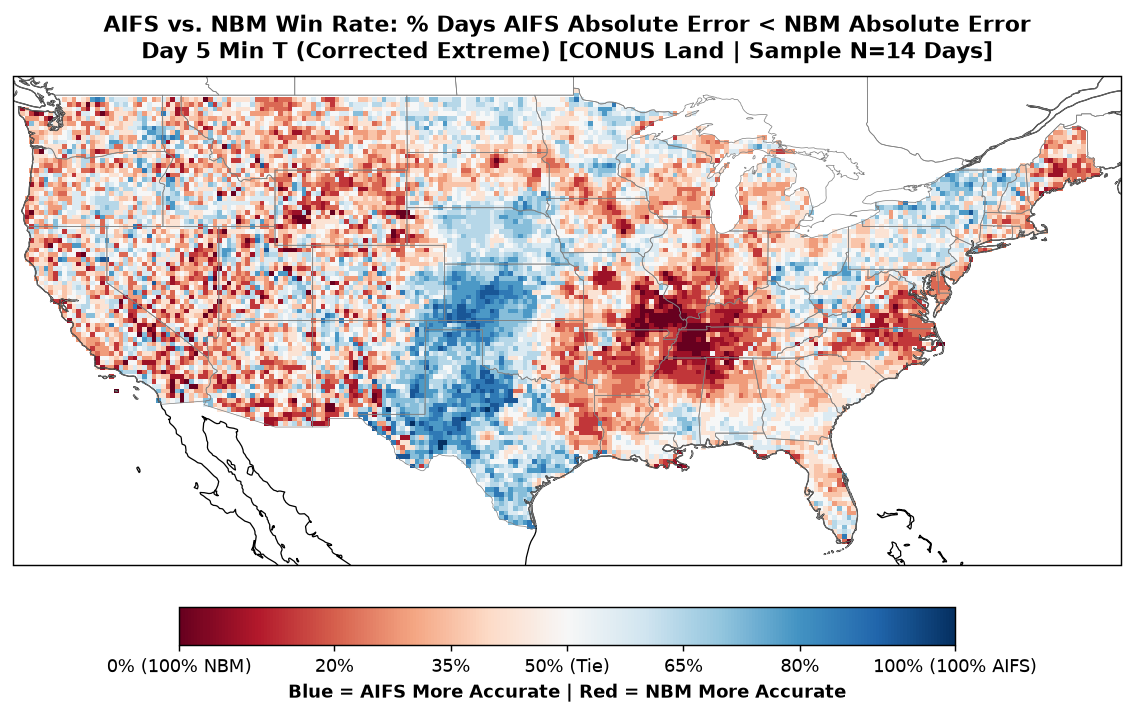 AIFS vs. NBM Win Rate: % Days AIFS Absolute Error < NBM Absolute Error
Day 5 Min T (Corrected Extreme) [CONUS Land | Sample N=14 Days]
0% (100% NBM) 20% 35% 50% (Tie) 65% 80% 100% (100% AIFS)
Blue = AIFS More Accurate | Red = NBM More Accurate